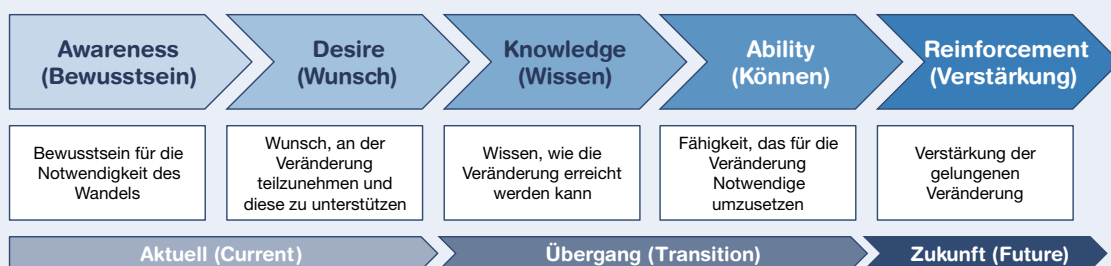 Awareness
(Bewusstsein)
Desire
(Wunsch)
Knowledge
(Wissen)
Ability
(Können)
Reinforcement
(Verstärkung)
Bewusstsein für die
Notwendigkeit des
Wandels
Wunsch, an der
Veränderung
teilzunehmen und
diese zu unterstützen
Wissen, wie die
Veränderung erreicht
werden kann
Fähigkeit, das für die
Veränderung
Notwendige
umzusetzen
Verstärkung der
gelungenen
Veränderung
Aktuell (Current)
Übergang (Transition)
Zukunft (Future)